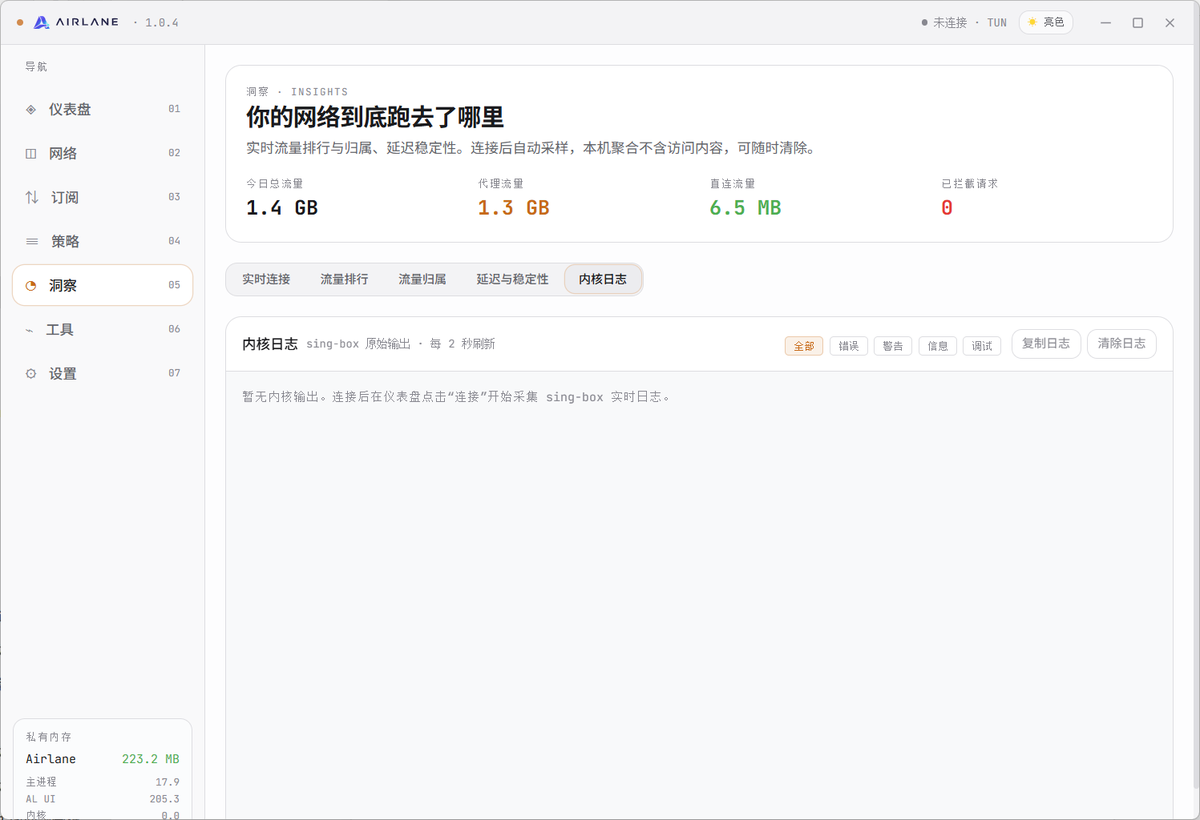 AIRLANE · 1.0.4
未连接 · TUN
亮色
导航
仪表盘 01
网络 02
订阅 03
策略 04
洞察 05
工具 06
设置 07
洞察 · INSIGHTS
你的网络到底跑去了哪里
实时流量排行与归属、延迟稳定性。连接后自动采样，本机聚合不含访问内容，可随时清除。
今日总流量 代理流量 直连流量 已拦截请求
1.4 GB 1.3 GB 6.5 MB 0
实时连接 流量排行 流量归属 延迟与稳定性 内核日志
内核日志 sing-box 原始输出 · 每 2 秒刷新
全部 错误 警告 信息 调试 复制日志 清除日志
暂无内核输出。连接后在仪表盘点击“连接”开始采集 sing-box 实时日志。
私有内存
Airlane 223.2 MB
主进程 17.9
AL UI 205.3
内核 0.0